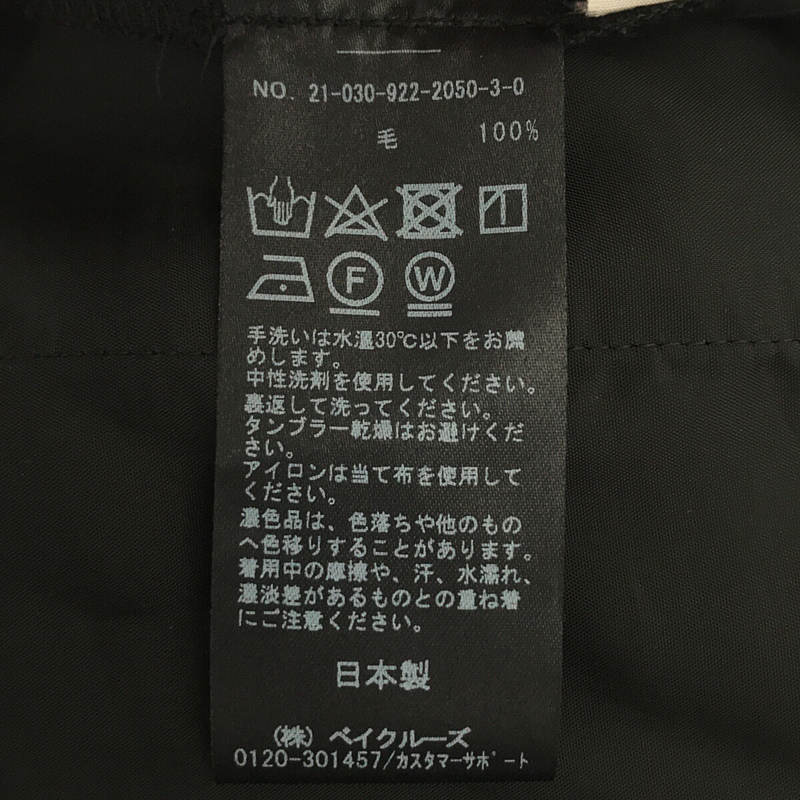 NO. 21-030-922-2050-3-0
毛 100%
F W
手洗いは水温30℃以下をお薦
めします。
中性洗剤を使用してください。
裏返して洗ってください。
タンブラー乾燥はお避けくだ
さい。
アイロンは当て布を使用して
ください。
濃色品は、色落ちや他のもの
へ色移りすることがあります。
着用中の摩擦や、汗、水濡れ、
濃淡差があるものとの重ね着
にご注意ください。
日本製
(株)ベイクルーズ
0120-301457/カスタマーサポート